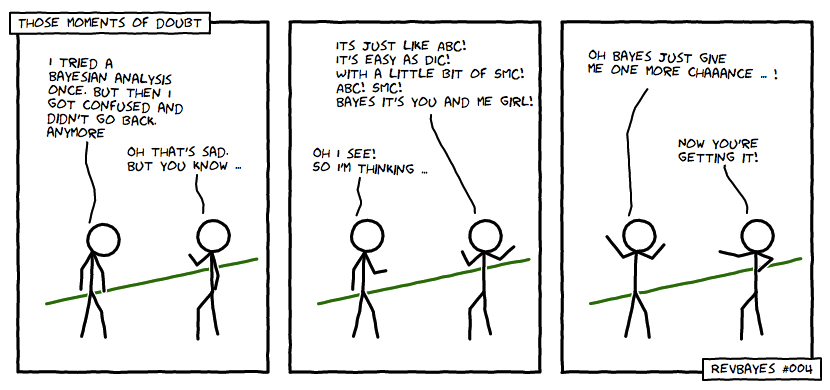 THOSE MOMENTS OF DOUBT
I TRIED A
BAYESIAN ANALYSIS
ONCE. BUT THEN I
GOT CONFUSED AND
DIDN'T GO BACK.
ANYMORE
OH THAT'S SAD.
BUT YOU KNOW ...
ITS JUST LIKE ABC!
IT'S EASY AS DIC!
WITH A LITTLE BIT OF SMC!
ABC! SMC!
BAYES IT'S YOU AND ME GIRL!
OH I SEE!
SO I'M THINKING ...
OH BAYES JUST GIVE
ME ONE MORE CHAAANCE ... !
NOW YOU'RE
GETTING IT!
REVBAYES #004